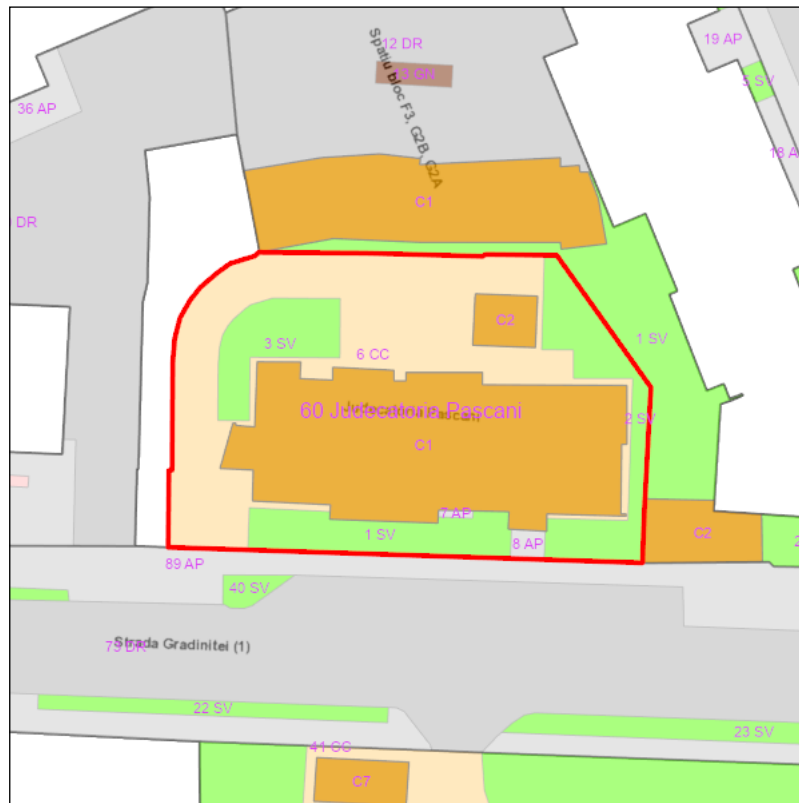 12 DR
19 AP
13 GN
Spatiu bloc F3, G2B, G2A
5 SV
36 AP
18 A
C1
DR
C2
3 SV
1 SV
6 CC
60 Judecatoria Pascani
2 SV
C1
7 AP
1 SV
8 AP
C2
89 AP
40 SV
Strada Gradinitei (1)
22 SV
23 SV
C7